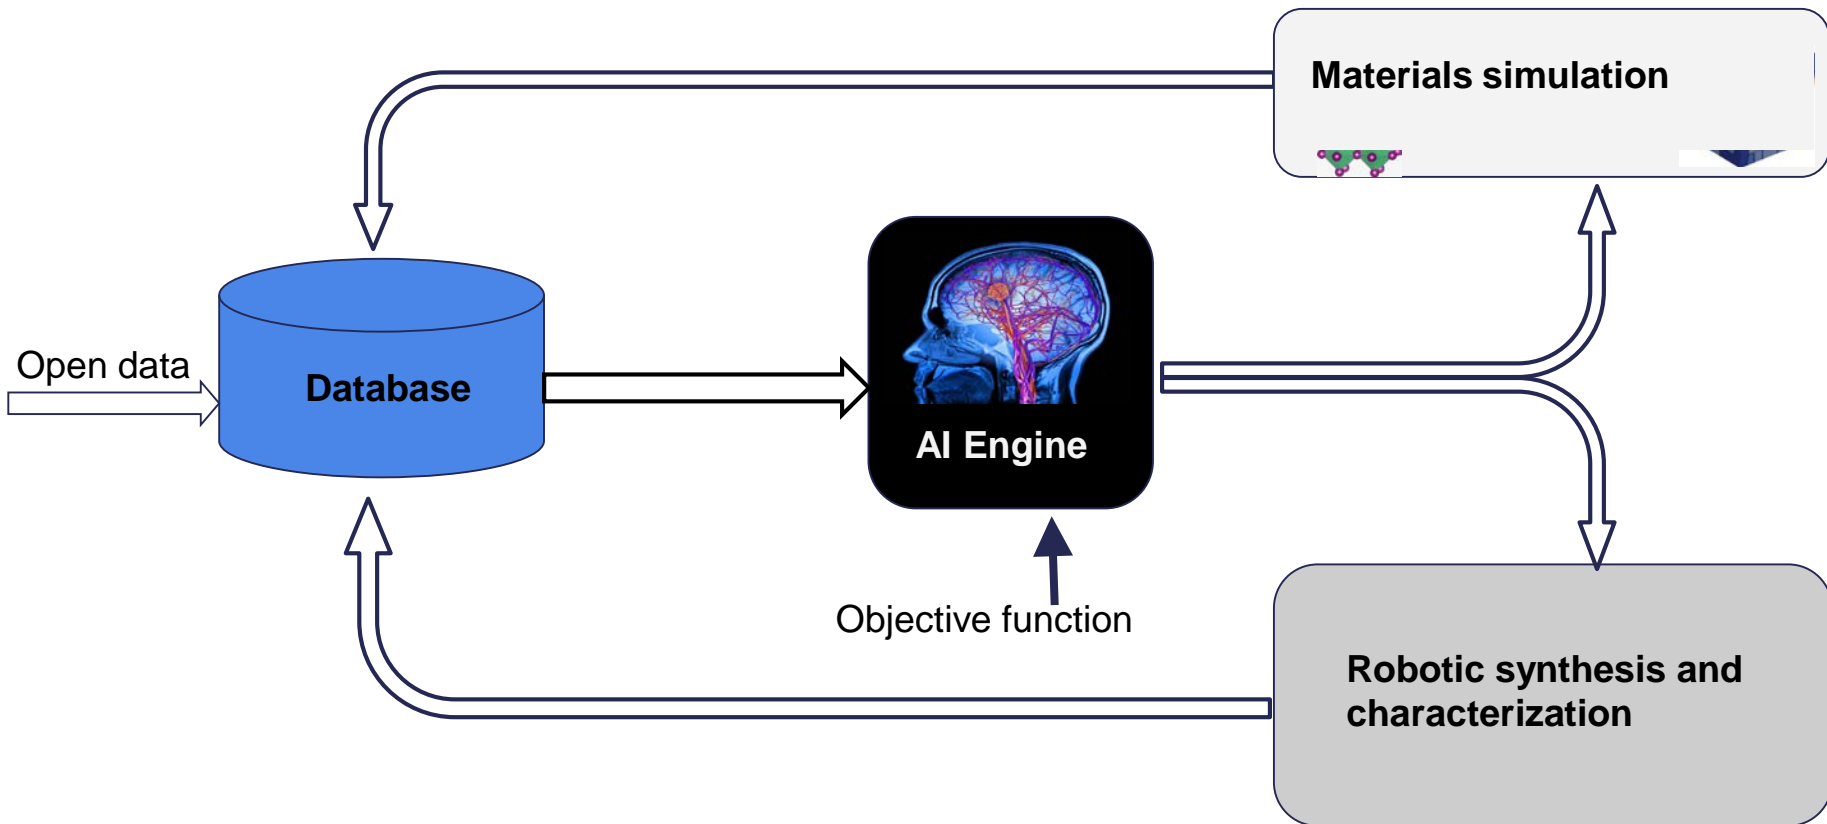 Materials simulation
Open data
Database
AI Engine
Objective function
Robotic synthesis and
characterization